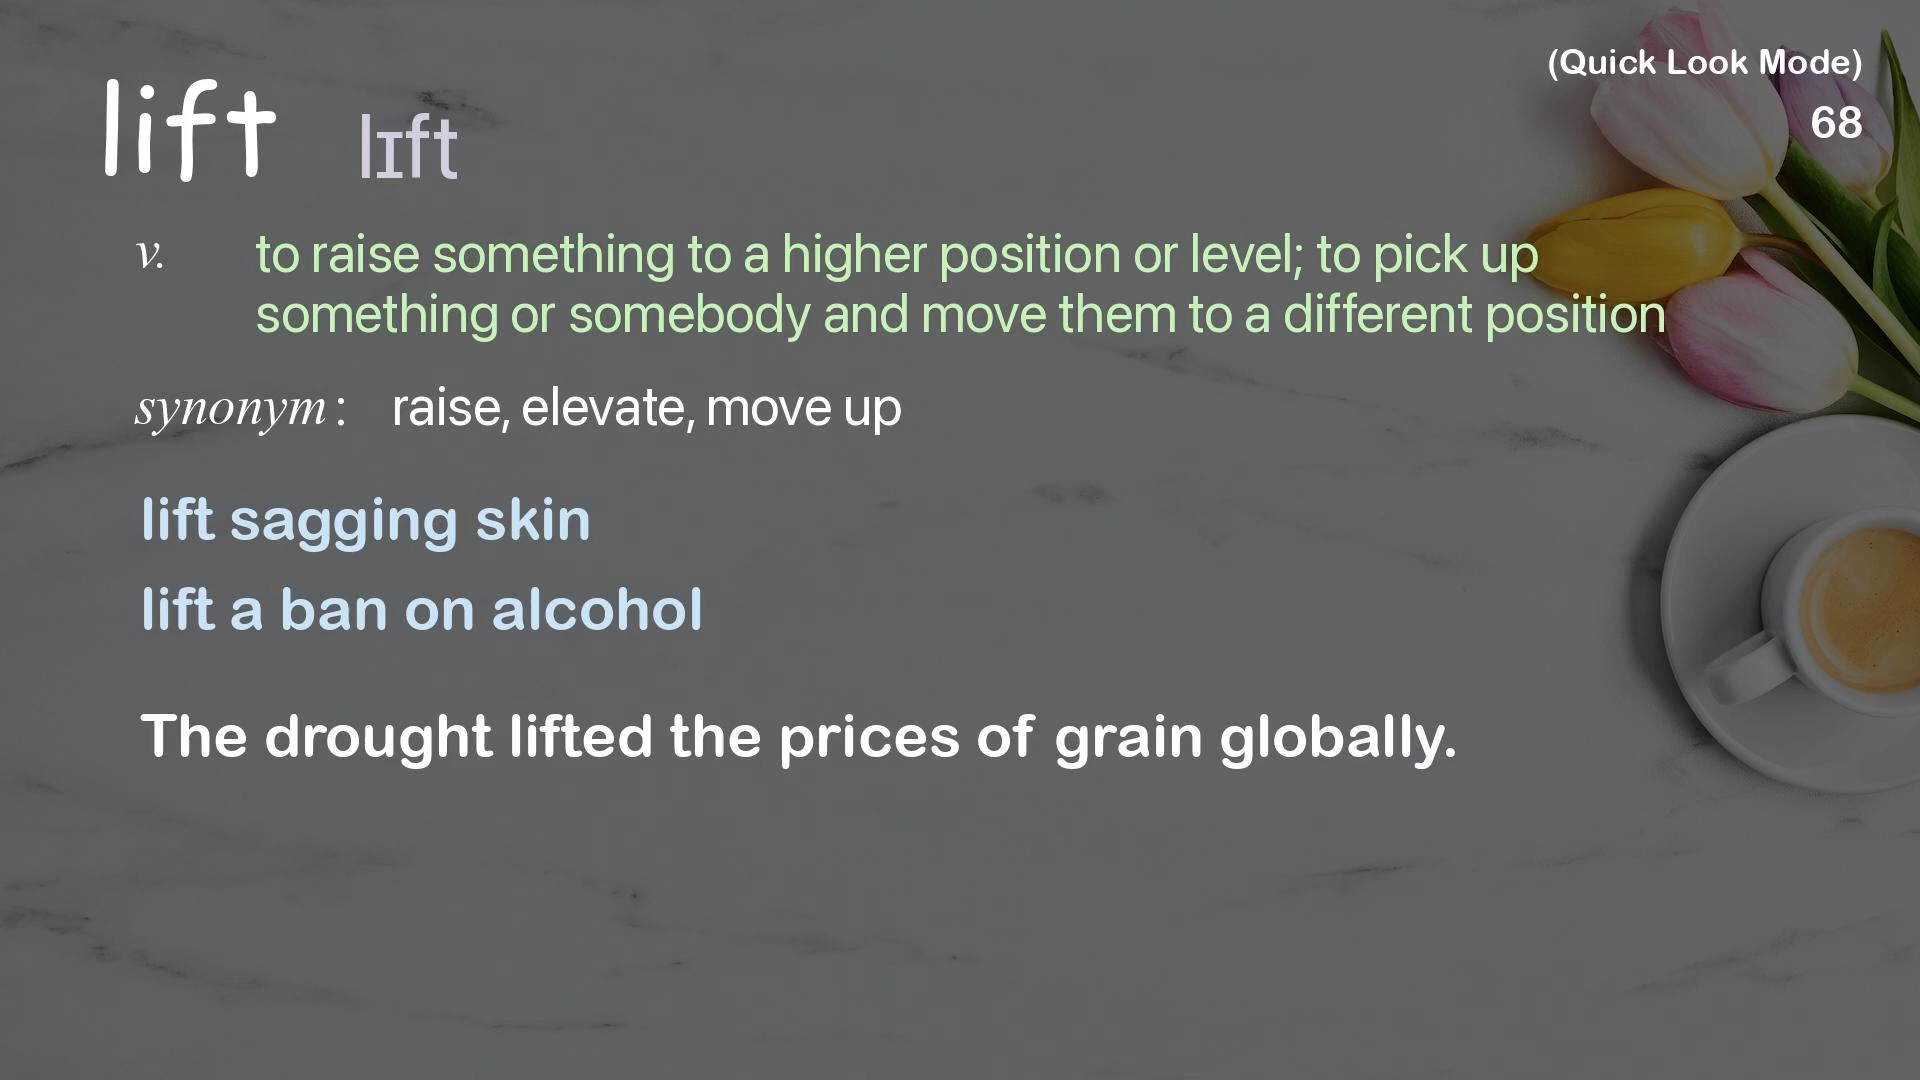 (Quick Look Mode)
68
lift lɪft
v. to raise something to a higher position or level; to pick up
something or somebody and move them to a different position
synonym: raise, elevate, move up
lift sagging skin
lift a ban on alcohol
The drought lifted the prices of grain globally.